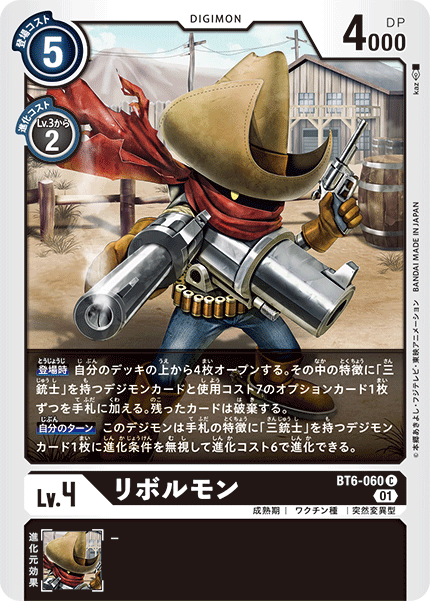 DIGIMON
登場コスト
5
進化コスト
Lv.3から
2
4000
DP
kaz
BANDAI MADE IN JAPAN
©本郷あきよし・フジテレビ・東映アニメーション
登場時 自分のデッキの上から4枚オープンする。その中の特徴に「三
銃士」を持つデジモンカードと使用コスト7のオプションカード1枚
ずつを手札に加える。残ったカードは破棄する。
自分のターン このデジモンは手札の特徴に「三銃士」を持つデジモン
カード1枚に進化条件を無視して進化コスト6で進化できる。
Lv.4
リボルモン
BT6-060 C
01
成熟期 | ワクチン種 | 突然変異型
進化元効果
–